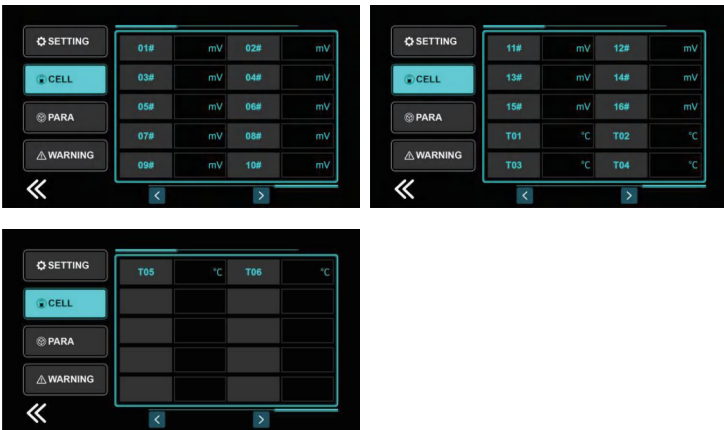 SETTING
CELL
PARA
WARNING
01# mV 02# mV
03# mV 04# mV
05# mV 06# mV
07# mV 08# mV
09# mV 10# mV
SETTING
CELL
PARA
WARNING
11# mV 12# mV
13# mV 14# mV
15# mV 16# mV
T01 °C T02 °C
T03 °C T04 °C
SETTING
CELL
PARA
WARNING
T05 °C T06 °C